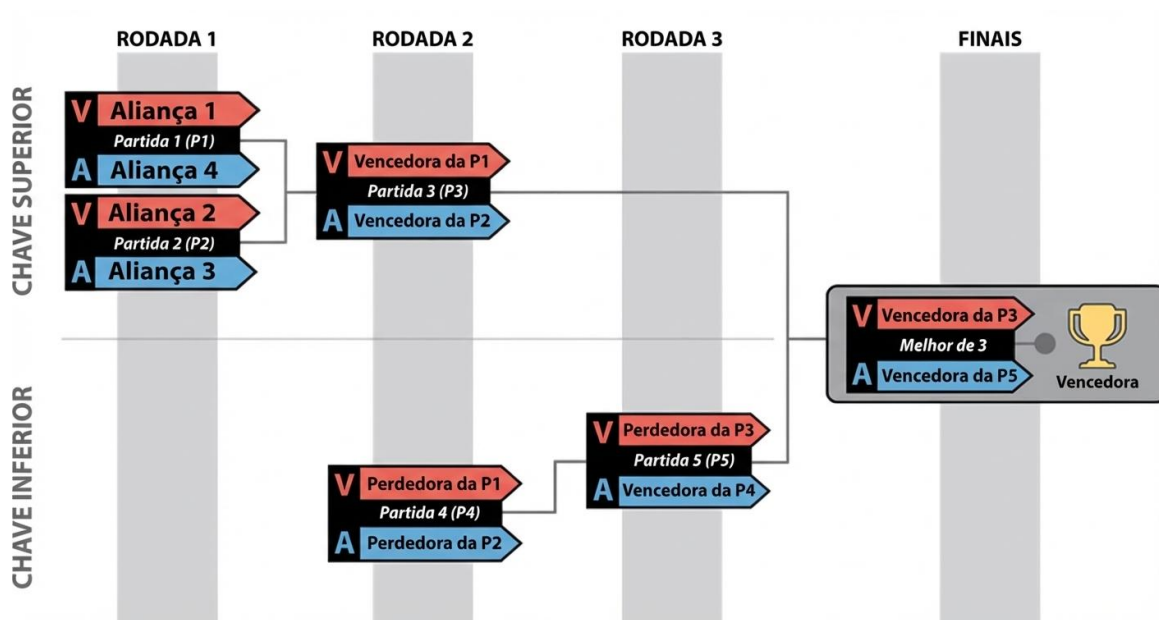 RODADA 1
RODADA 2
RODADA 3
FINAIS
CHAVE SUPERIOR
V Aliança 1
Partida 1 (P1)
A Aliança 4
V Aliança 2
Partida 2 (P2)
A Aliança 3
V Vencedora da P1
Partida 3 (P3)
A Vencedora da P2
V Vencedora da P3
Melhor de 3
A Vencedora da P5
Vencedora
CHAVE INFERIOR
V Perdedora da P1
Partida 4 (P4)
A Perdedora da P2
V Perdedora da P3
Partida 5 (P5)
A Vencedora da P4